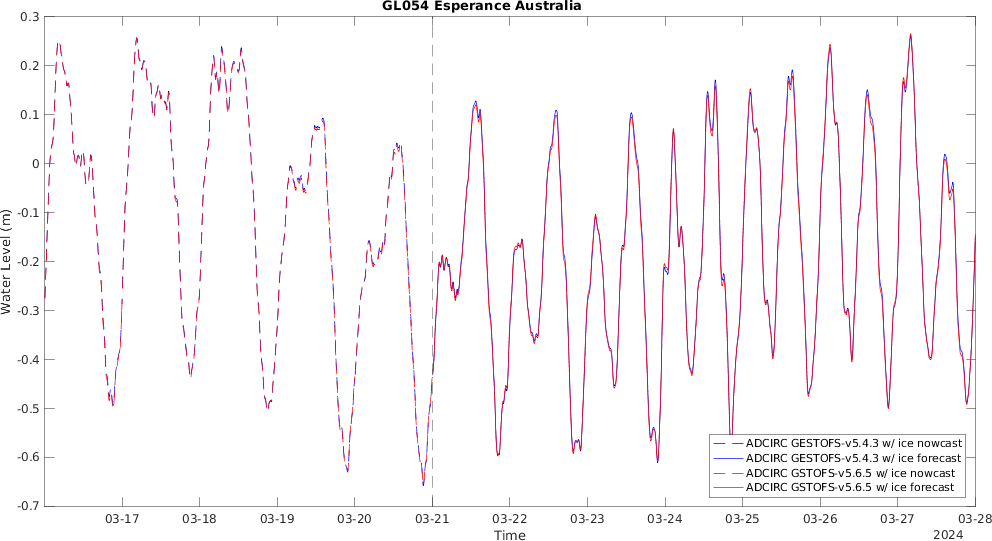 GL054 Esperance Australia
Water Level (m)
0.3
0.2
0.1
0
-0.1
-0.2
-0.3
-0.4
-0.5
-0.6
-0.7
ADCIRC GESTOFS-v5.4.3 w/ ice nowcast
ADCIRC GESTOFS-v5.4.3 w/ ice forecast
ADCIRC GSTOFS-v5.6.5 w/ ice nowcast
ADCIRC GSTOFS-v5.6.5 w/ ice forecast
03-17 03-18 03-19 03-20 03-21 03-22 03-23 03-24 03-25 03-26 03-27 03-28
Time
2024